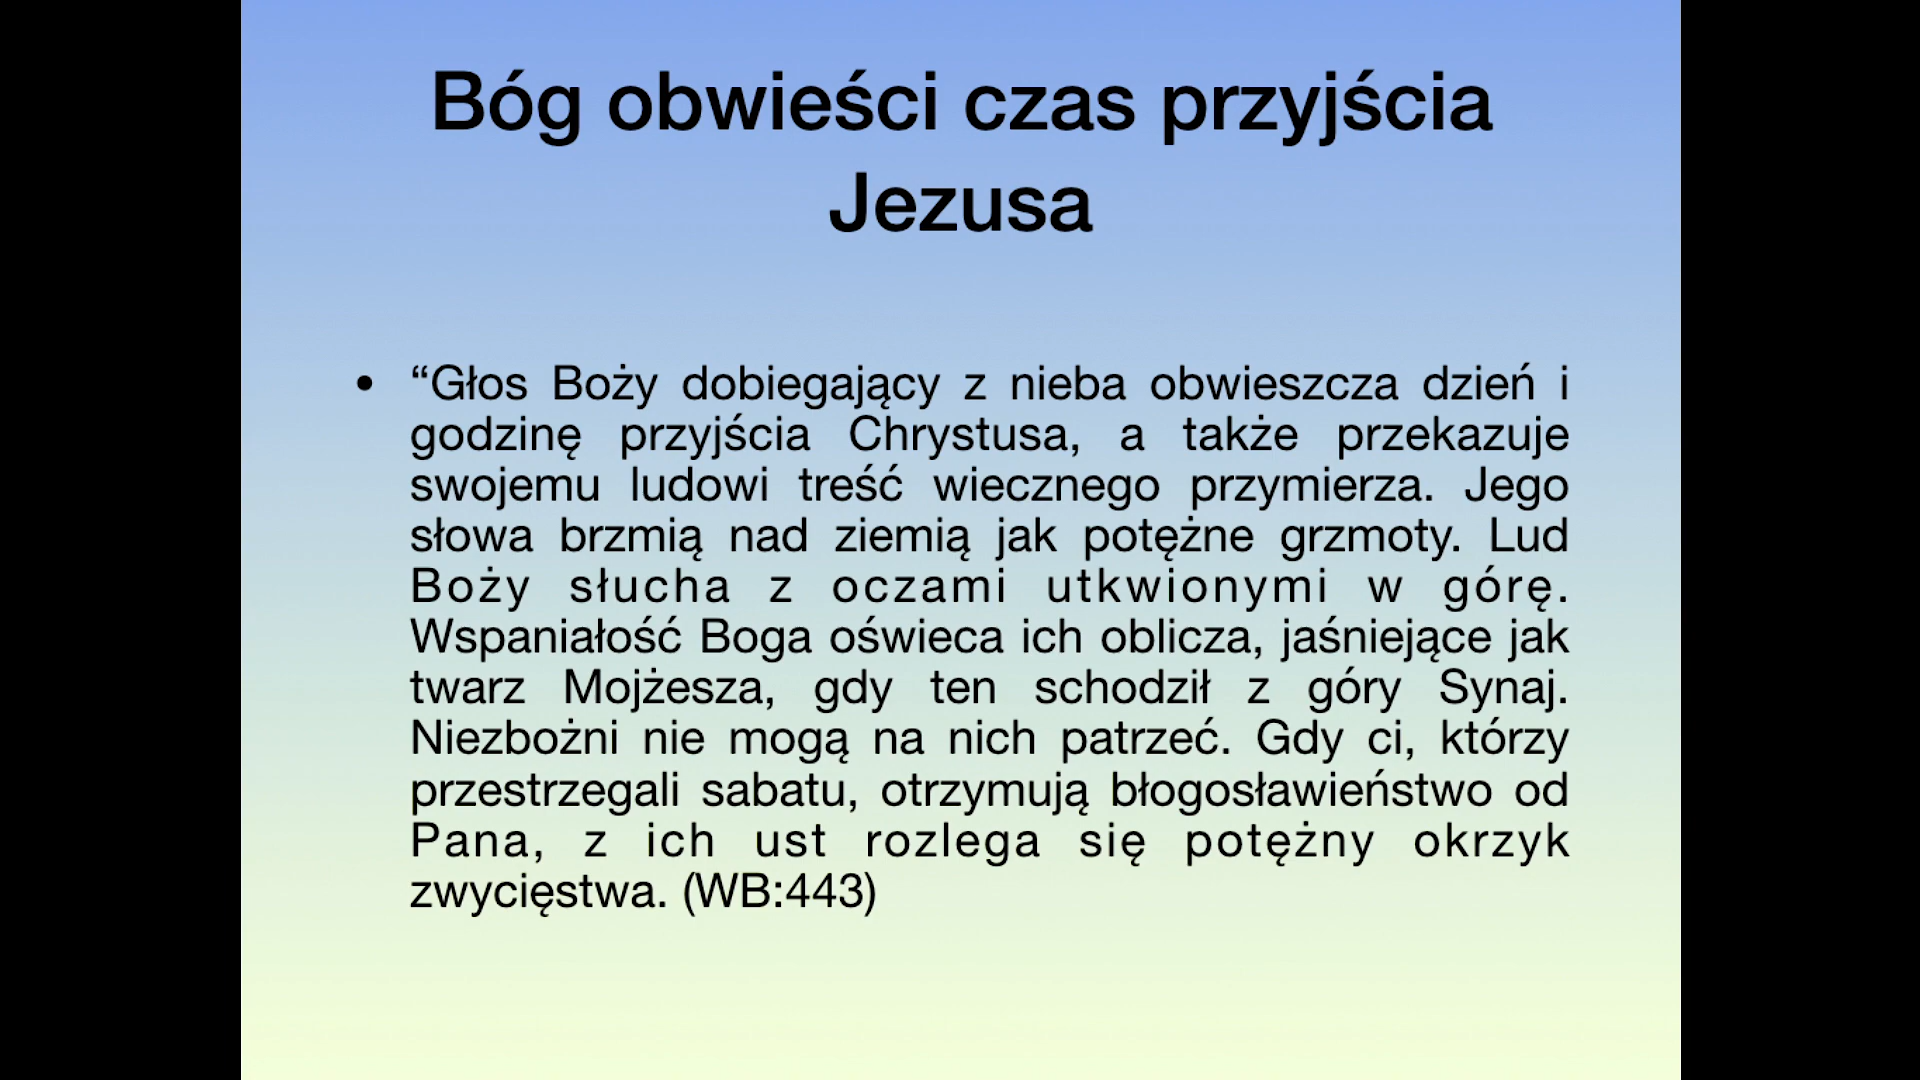 Bóg obwieści czas przyjścia
Jezusa
• “Głos Boży dobiegający z nieba obwieszcza dzień i
godzinę przyjścia Chrystusa, a także przekazuje
swojemu ludowi treść wiecznego przymierza. Jego
słowa brzmią nad ziemią jak potężne grzmoty. Lud
Boży słucha z oczami utkwionymi w górę.
Wspaniałość Boga oświeca ich oblicza, jaśniejące jak
twarz Mojżesza, gdy ten schodził z góry Synaj.
Niezbożni nie mogą na nich patrzeć. Gdy ci, którzy
przestrzegali sabatu, otrzymują błogosławieństwo od
Pana, z ich ust rozlega się potężny okrzyk
zwycięstwa. (WB:443)